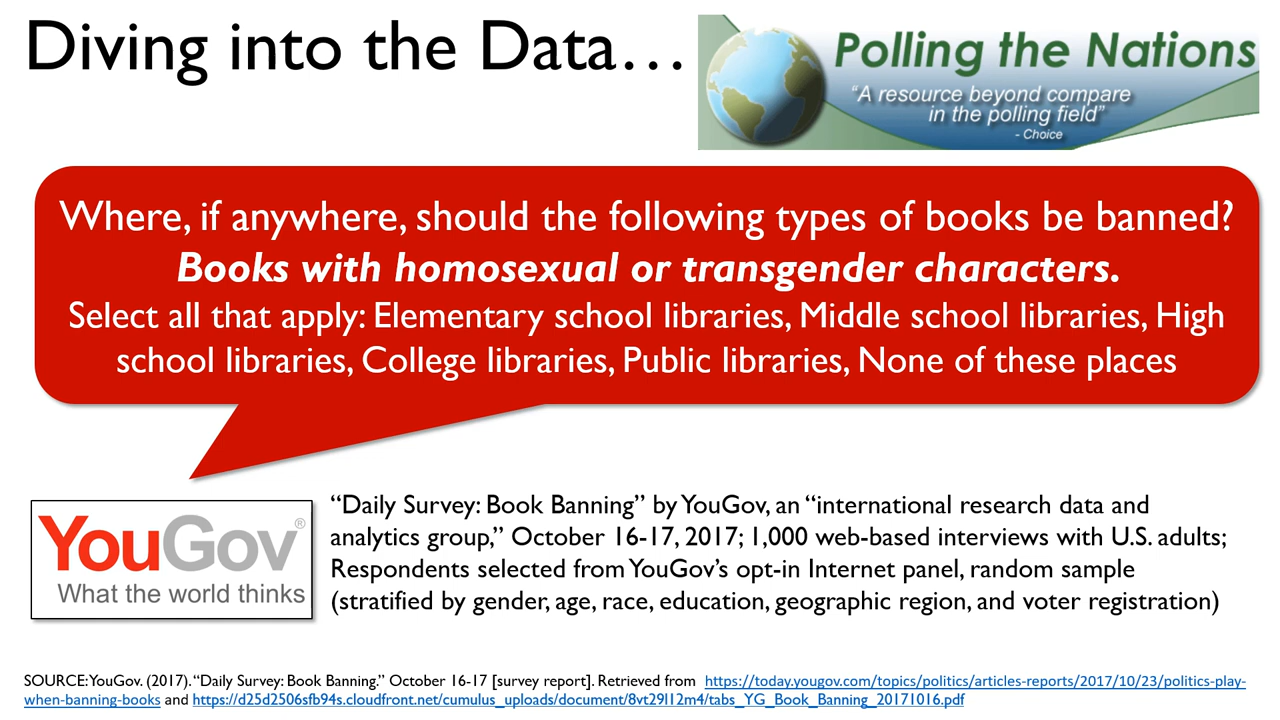 Diving into the Data…
Polling the Nations
“A resource beyond compare
in the polling field”
- Choice
Where, if anywhere, should the following types of books be banned?
Books with homosexual or transgender characters.
Select all that apply: Elementary school libraries, Middle school libraries, High
school libraries, College libraries, Public libraries, None of these places
YouGov®
What the world thinks
“Daily Survey: Book Banning” by YouGov, an “international research data and
analytics group,” October 16-17, 2017; 1,000 web-based interviews with U.S. adults;
Respondents selected from YouGov’s opt-in Internet panel, random sample
(stratified by gender, age, race, education, geographic region, and voter registration)
SOURCE: YouGov. (2017). “Daily Survey: Book Banning.” October 16-17 [survey report]. Retrieved from https://today.yougov.com/topics/politics/articles-reports/2017/10/23/politics-play-
when-banning-books and https://d25d2506sfb94s.cloudfront.net/cumulus_uploads/document/8vt29l12m4/tabs_YG_Book_Banning_20171016.pdf